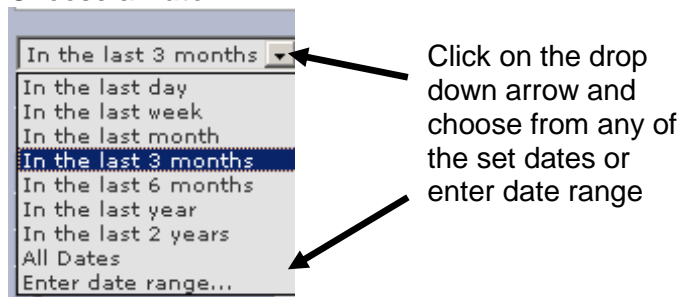 In the last 3 months
In the last day
In the last week
In the last month
In the last 3 months
In the last 6 months
In the last year
In the last 2 years
All Dates
Enter date range...
Click on the drop
down arrow and
choose from any of
the set dates or
enter date range